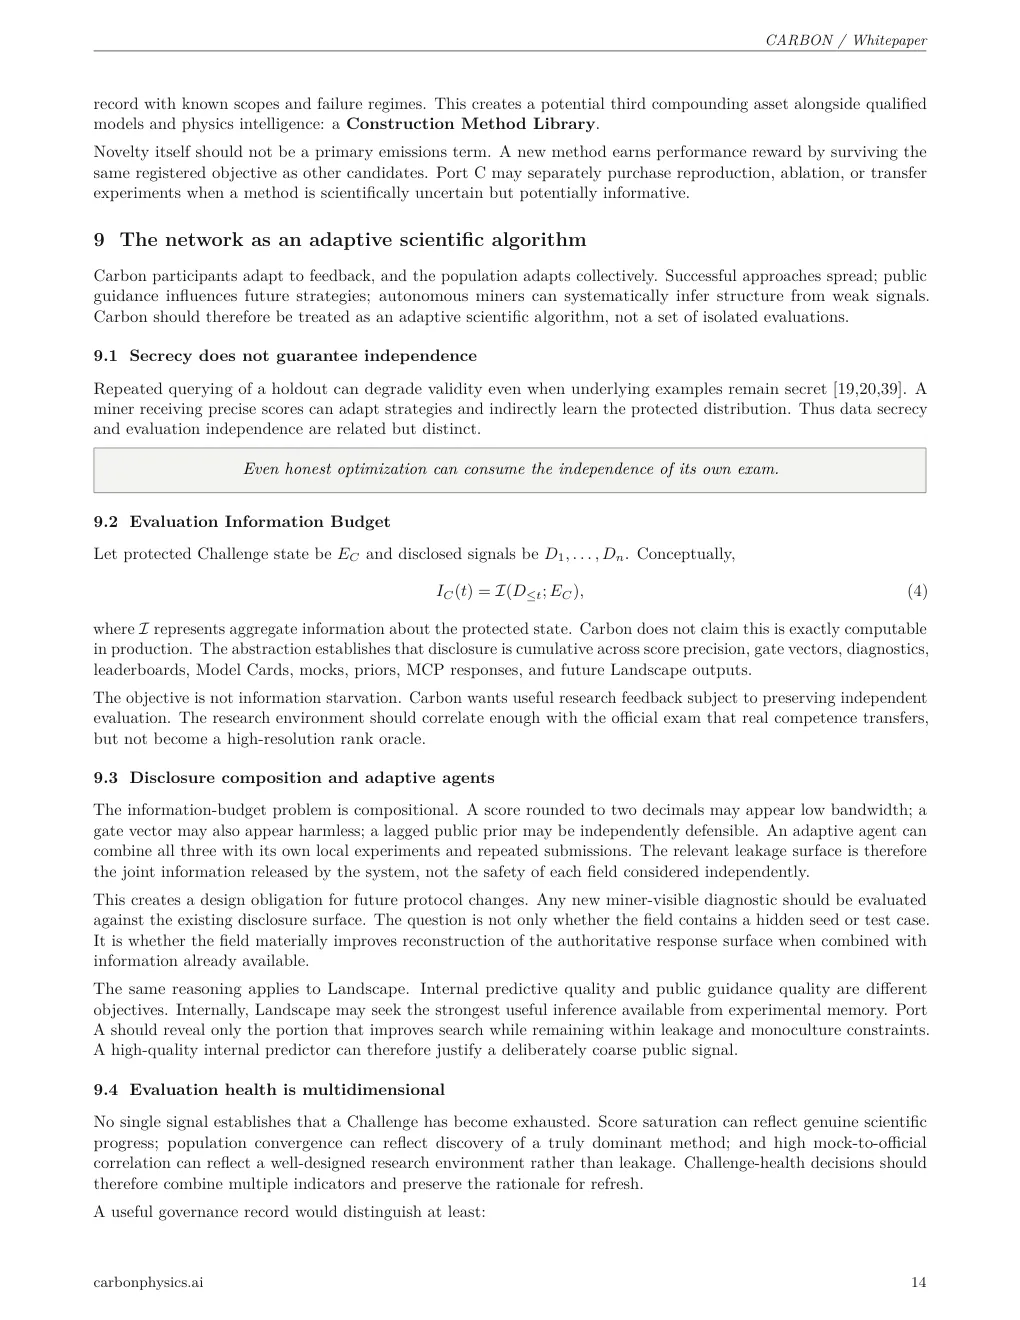 CARBON / Whitepaper
record with known scopes and failure regimes. This creates a potential third compounding asset alongside qualified
models and physics intelligence: a Construction Method Library.
Novelty itself should not be a primary emissions term. A new method earns performance reward by surviving the
same registered objective as other candidates. Port C may separately purchase reproduction, ablation, or transfer
experiments when a method is scientifically uncertain but potentially informative.
9 The network as an adaptive scientific algorithm
Carbon participants adapt to feedback, and the population adapts collectively. Successful approaches spread; public
guidance influences future strategies; autonomous miners can systematically infer structure from weak signals.
Carbon should therefore be treated as an adaptive scientific algorithm, not a set of isolated evaluations.
9.1 Secrecy does not guarantee independence
Repeated querying of a holdout can degrade validity even when underlying examples remain secret [19,20,39]. A
miner receiving precise scores can adapt strategies and indirectly learn the protected distribution. Thus data secrecy
and evaluation independence are related but distinct.
Even honest optimization can consume the independence of its own exam.
9.2 Evaluation Information Budget
Let protected Challenge state be E_C and disclosed signals be D_1, . . . , D_n. Conceptually,
I_C(t) = ℐ(D_≤t; E_C), (4)
where ℐ represents aggregate information about the protected state. Carbon does not claim this is exactly computable
in production. The abstraction establishes that disclosure is cumulative across score precision, gate vectors, diagnostics,
leaderboards, Model Cards, mocks, priors, MCP responses, and future Landscape outputs.
The objective is not information starvation. Carbon wants useful research feedback subject to preserving independent
evaluation. The research environment should correlate enough with the official exam that real competence transfers,
but not become a high-resolution rank oracle.
9.3 Disclosure composition and adaptive agents
The information-budget problem is compositional. A score rounded to two decimals may appear low bandwidth; a
gate vector may also appear harmless; a lagged public prior may be independently defensible. An adaptive agent can
combine all three with its own local experiments and repeated submissions. The relevant leakage surface is therefore
the joint information released by the system, not the safety of each field considered independently.
This creates a design obligation for future protocol changes. Any new miner-visible diagnostic should be evaluated
against the existing disclosure surface. The question is not only whether the field contains a hidden seed or test case.
It is whether the field materially improves reconstruction of the authoritative response surface when combined with
information already available.
The same reasoning applies to Landscape. Internal predictive quality and public guidance quality are different
objectives. Internally, Landscape may seek the strongest useful inference available from experimental memory. Port
A should reveal only the portion that improves search while remaining within leakage and monoculture constraints.
A high-quality internal predictor can therefore justify a deliberately coarse public signal.
9.4 Evaluation health is multidimensional
No single signal establishes that a Challenge has become exhausted. Score saturation can reflect genuine scientific
progress; population convergence can reflect discovery of a truly dominant method; and high mock-to-official
correlation can reflect a well-designed research environment rather than leakage. Challenge-health decisions should
therefore combine multiple indicators and preserve the rationale for refresh.
A useful governance record would distinguish at least:
carbonphysics.ai 14